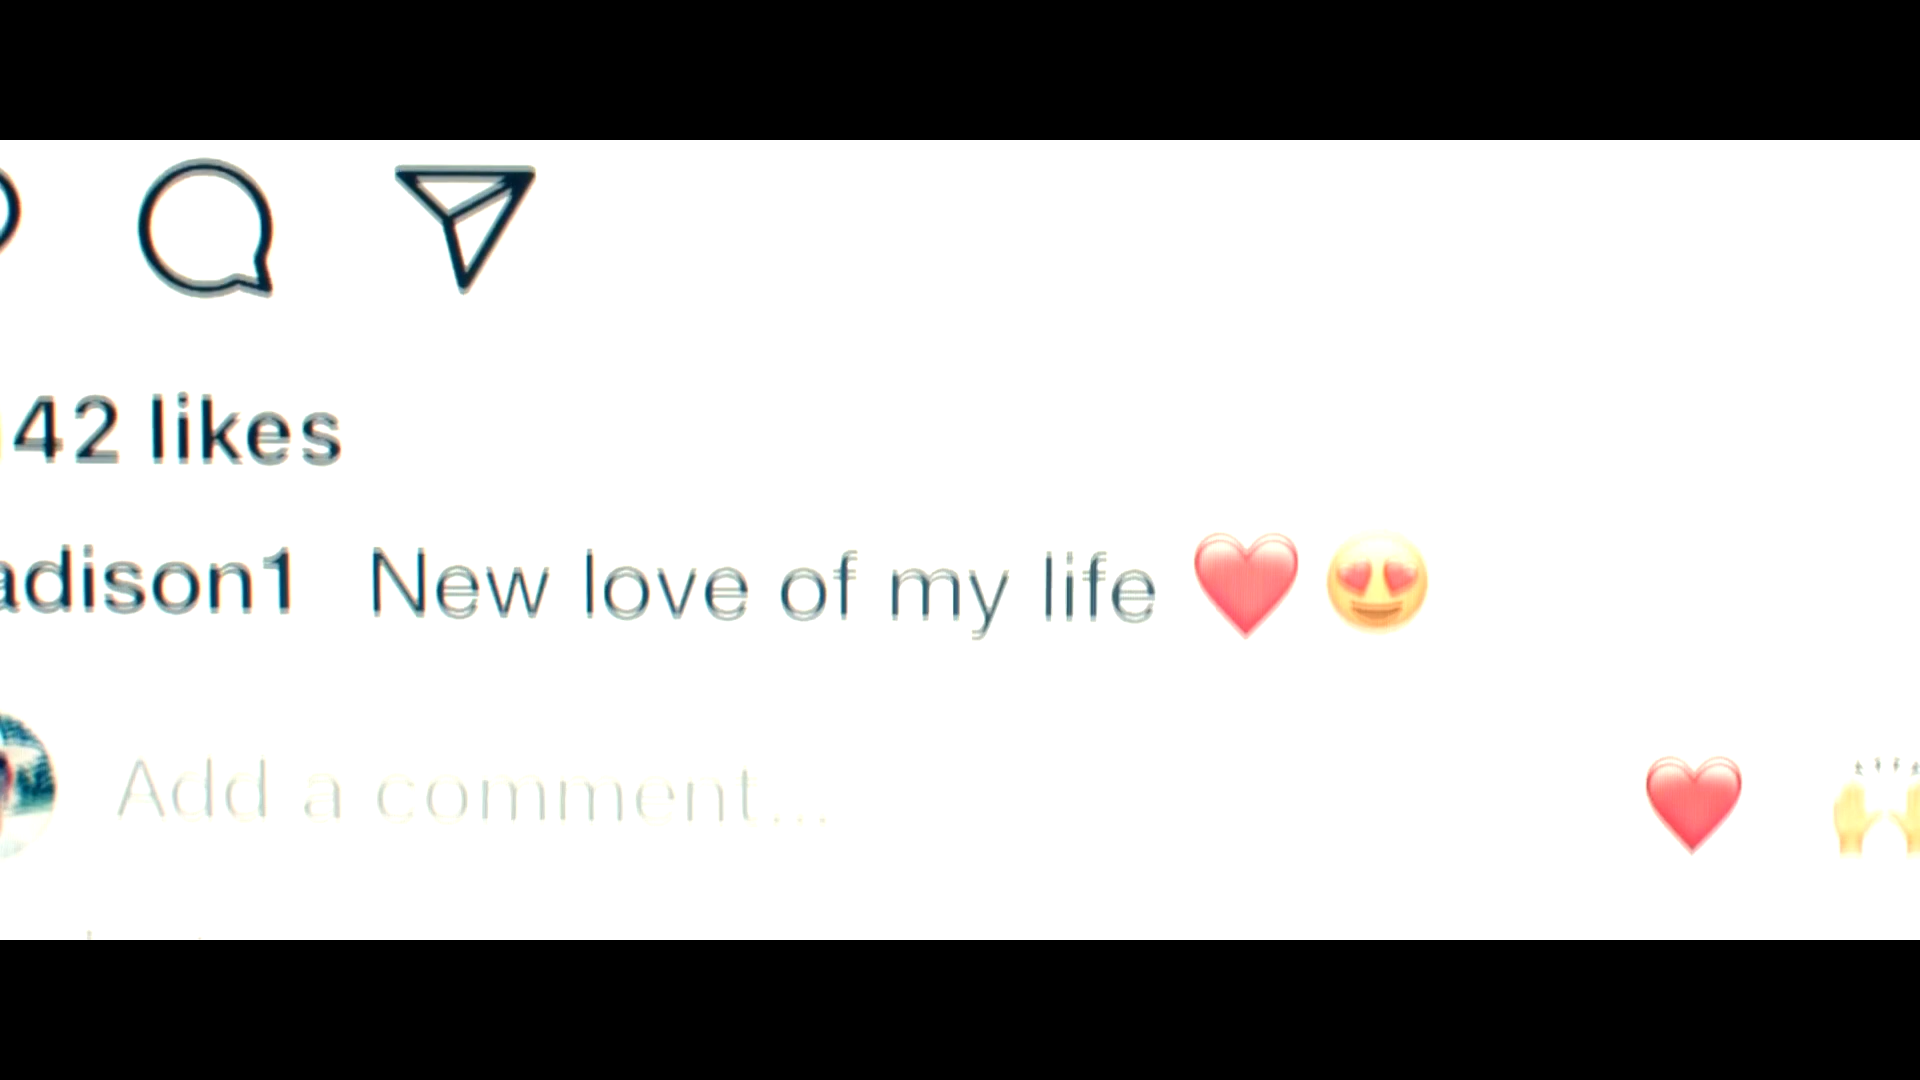 42 likes
adison1 New love of my life ❤️😍
Add a comment...